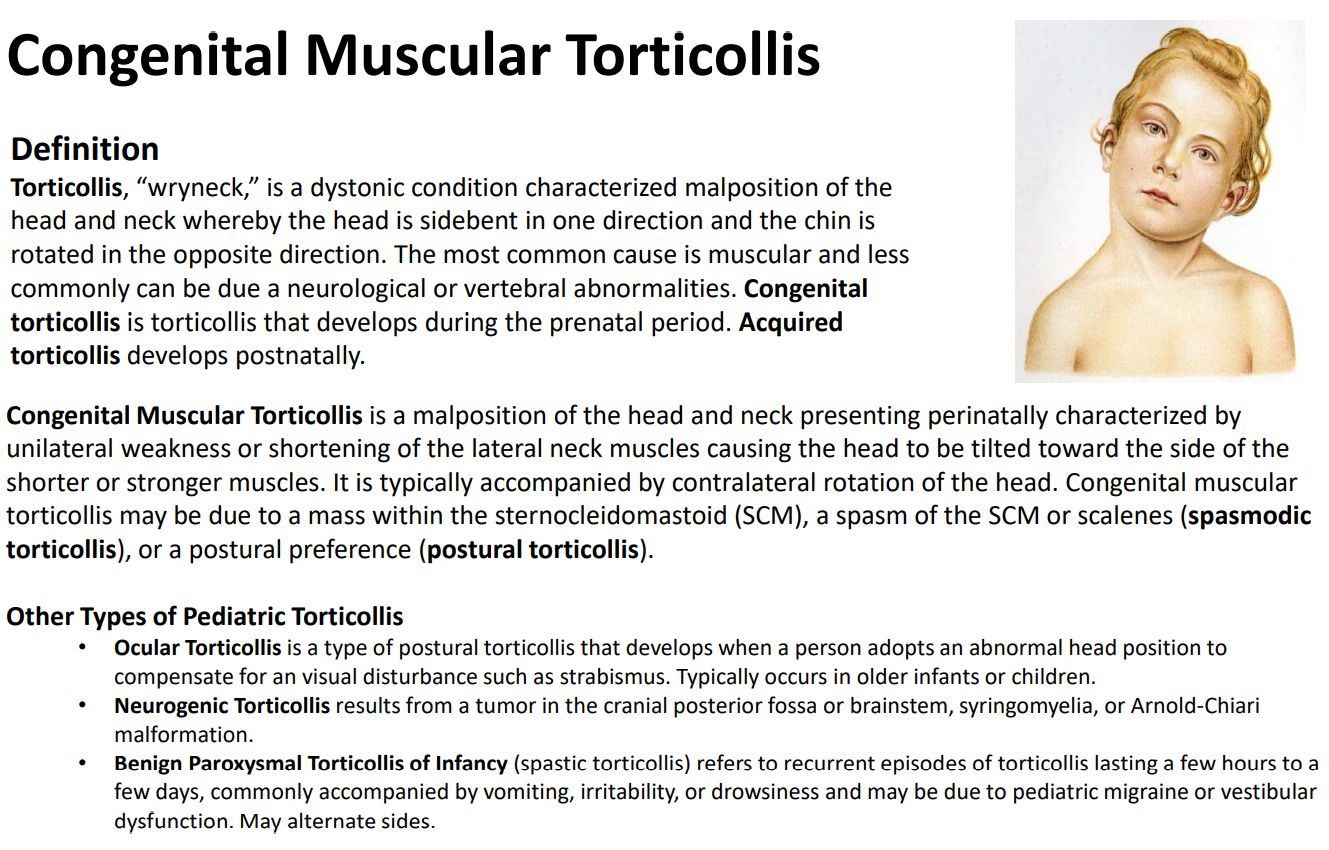 Congenital Muscular Torticollis
Definition
Torticollis, “wryneck,” is a dystonic condition characterized malposition of the
head and neck whereby the head is sidebent in one direction and the chin is
rotated in the opposite direction. The most common cause is muscular and less
commonly can be due a neurological or vertebral abnormalities. Congenital
torticollis is torticollis that develops during the prenatal period. Acquired
torticollis develops postnatally.
Congenital Muscular Torticollis is a malposition of the head and neck presenting perinatally characterized by
unilateral weakness or shortening of the lateral neck muscles causing the head to be tilted toward the side of the
shorter or stronger muscles. It is typically accompanied by contralateral rotation of the head. Congenital muscular
torticollis may be due to a mass within the sternocleidomastoid (SCM), a spasm of the SCM or scalenes (spasmodic
torticollis), or a postural preference (postural torticollis).
Other Types of Pediatric Torticollis
• Ocular Torticollis is a type of postural torticollis that develops when a person adopts an abnormal head position to
compensate for an visual disturbance such as strabismus. Typically occurs in older infants or children.
• Neurogenic Torticollis results from a tumor in the cranial posterior fossa or brainstem, syringomyelia, or Arnold-Chiari
malformation.
• Benign Paroxysmal Torticollis of Infancy (spastic torticollis) refers to recurrent episodes of torticollis lasting a few hours to a
few days, commonly accompanied by vomiting, irritability, or drowsiness and may be due to pediatric migraine or vestibular
dysfunction. May alternate sides.